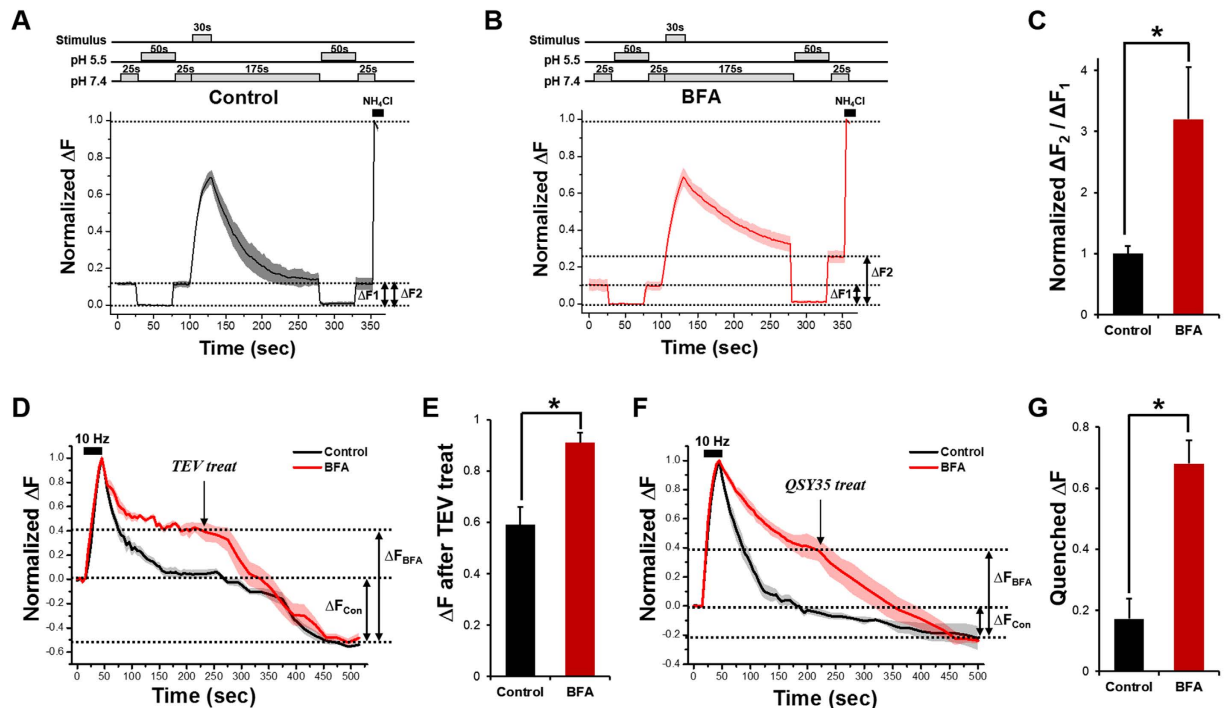 A
Stimulus
30s
50s
50s
pH 5.5
25s
25s
175s
25s
pH 7.4
Control
NH₄Cl
Normalized ΔF
1.0
0.8
0.6
0.4
0.2
0.0
ΔF1
ΔF2
0 50 100 150 200 250 300 350
Time (sec)
B
Stimulus
30s
50s
50s
pH 5.5
25s
25s
175s
25s
pH 7.4
BFA
NH₄Cl
Normalized ΔF
1.0
0.8
0.6
0.4
0.2
0.0
ΔF1
ΔF2
0 50 100 150 200 250 300 350
Time (sec)
C
*
Normalized ΔF₂ / ΔF₁
4
3
2
1
0
Control
BFA
D
10 Hz
Control
BFA
TEV treat
Normalized ΔF
1.0
0.8
0.6
0.4
0.2
0.0
-0.2
-0.4
-0.6
ΔF_BFA
ΔF_Con
0 50 100 150 200 250 300 350 400 450 500
Time (sec)
E
*
ΔF after TEV treat
1
0.8
0.6
0.4
0.2
0
Control
BFA
F
10 Hz
Control
BFA
QSY35 treat
Normalized ΔF
1.0
0.8
0.6
0.4
0.2
0.0
-0.2
-0.4
ΔF_BFA
ΔF_Con
0 50 100 150 200 250 300 350 400 450 500
Time (sec)
G
*
Quenched ΔF
0.8
0.6
0.4
0.2
0
Control
BFA